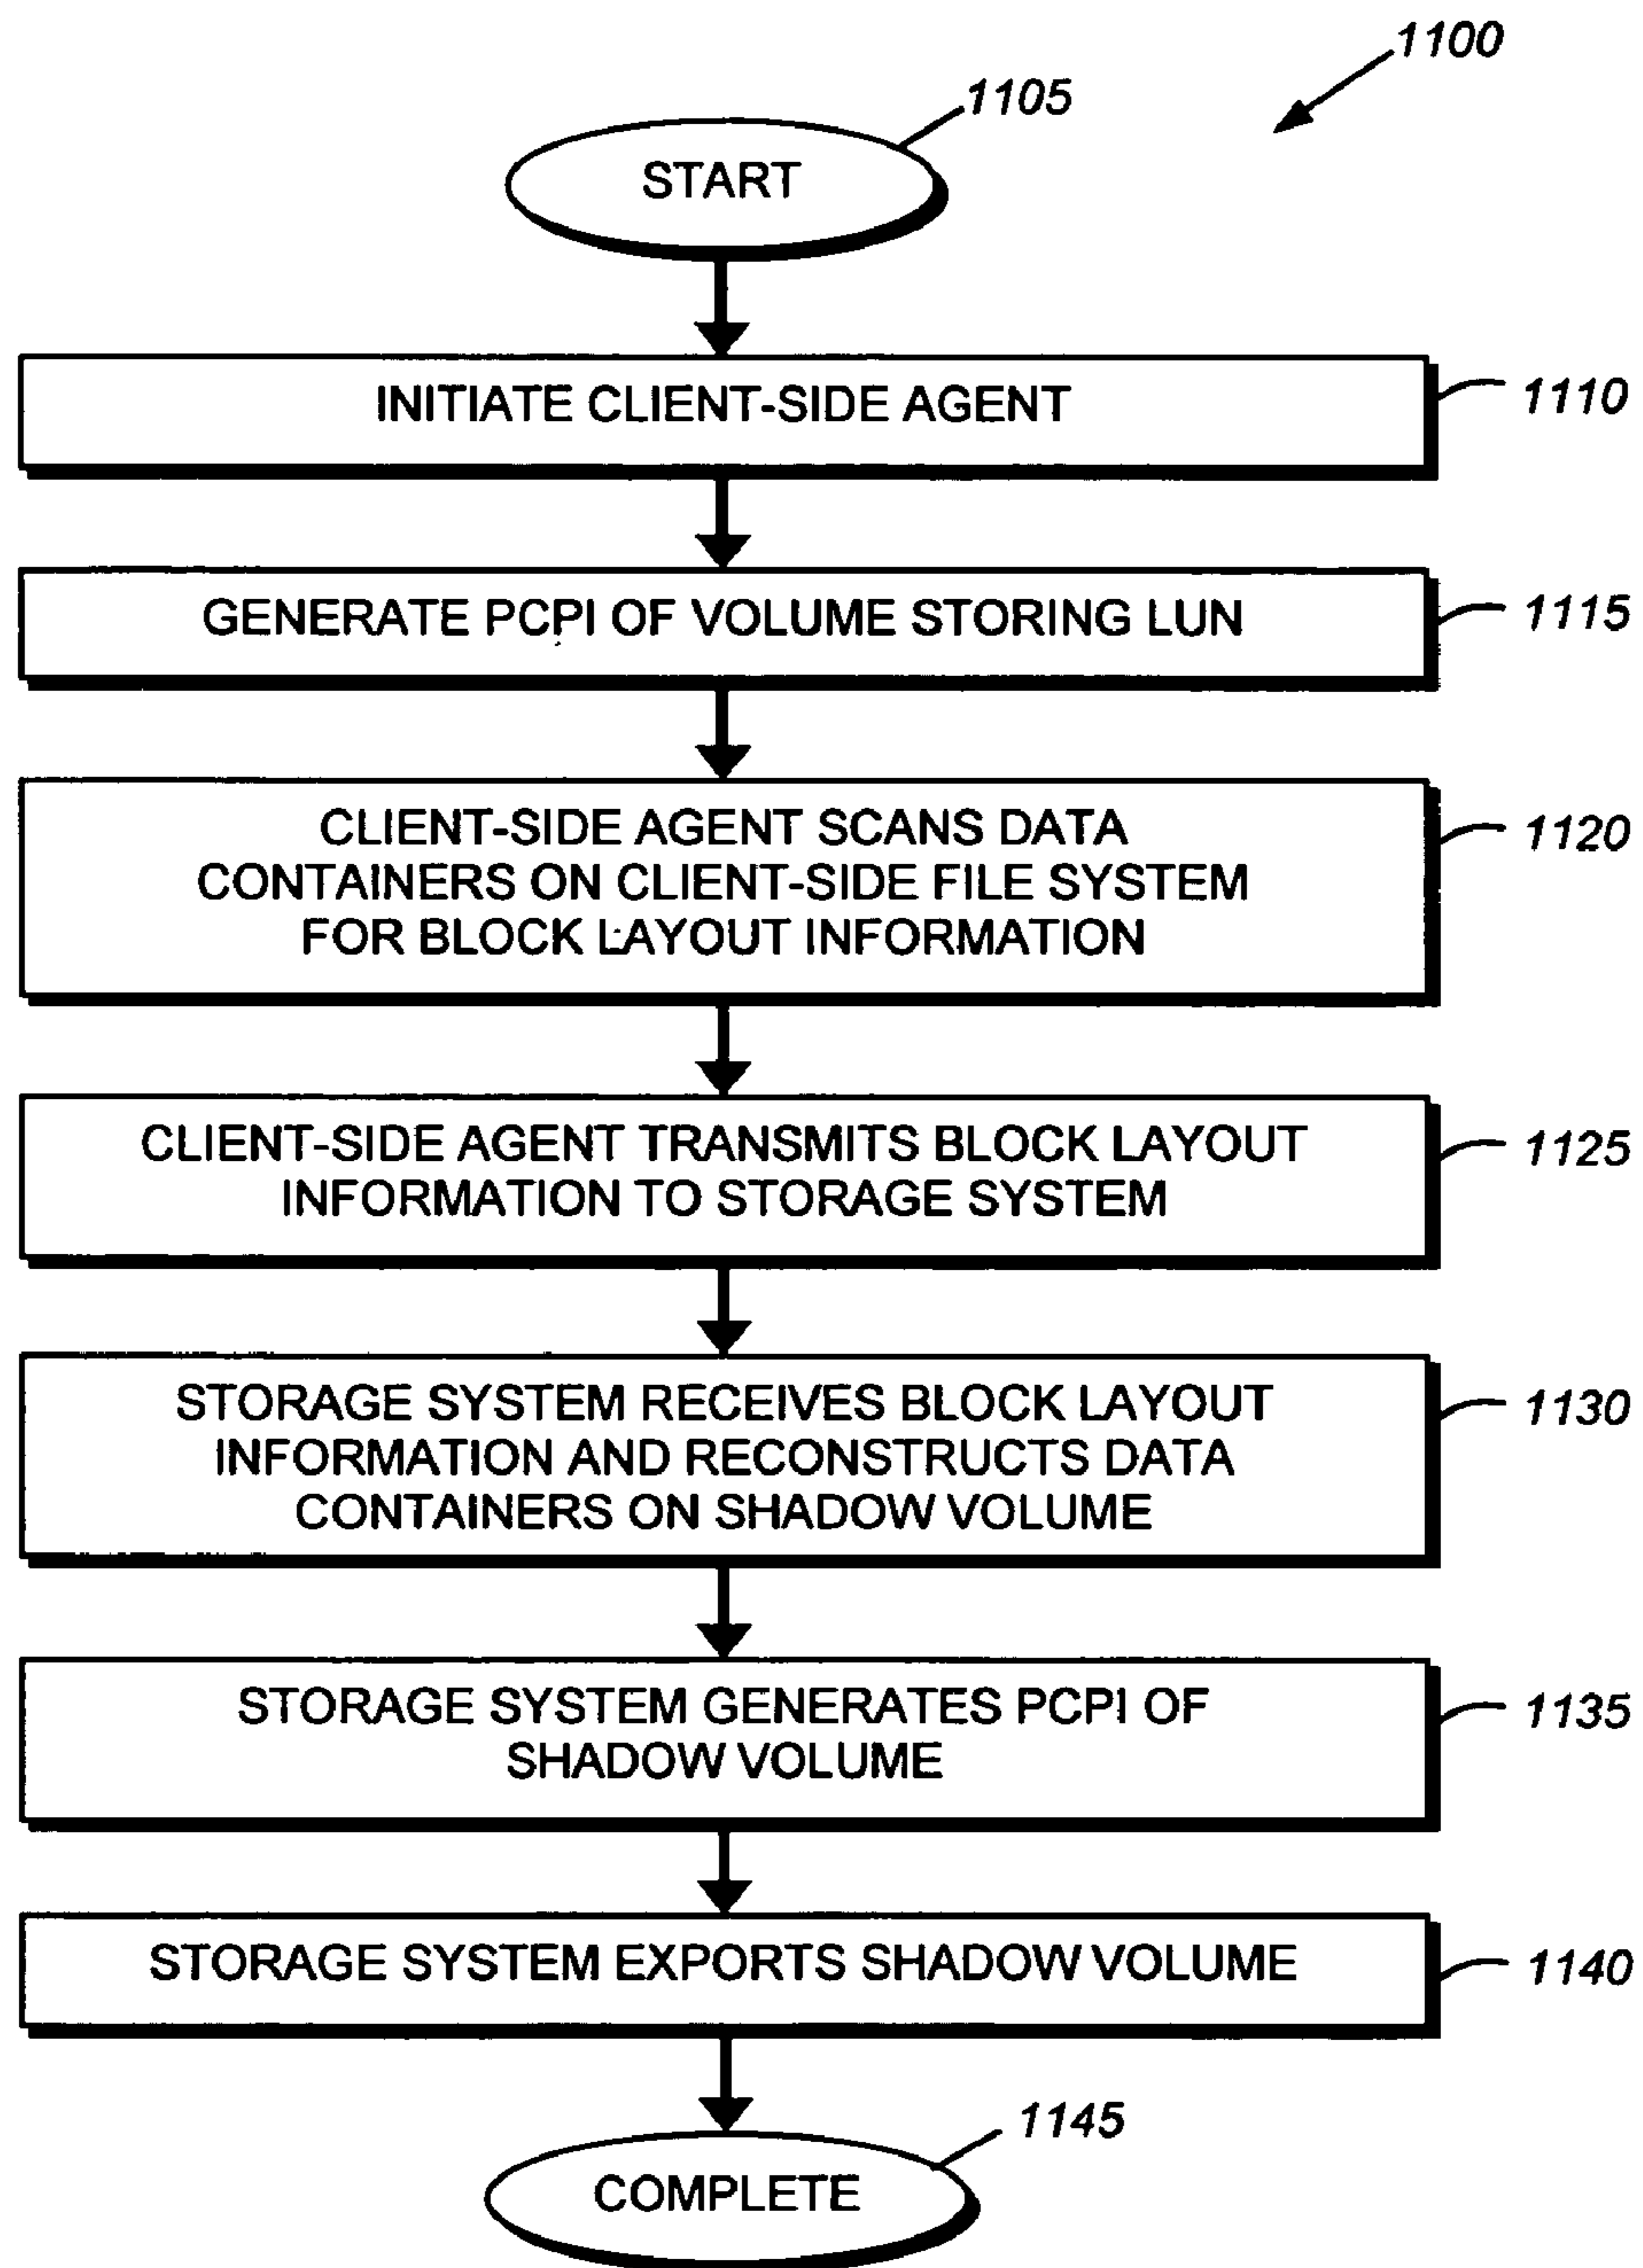 1100
1105
START
INITIATE CLIENT-SIDE AGENT
1110
GENERATE PCPI OF VOLUME STORING LUN
1115
CLIENT-SIDE AGENT SCANS DATA
CONTAINERS ON CLIENT-SIDE FILE SYSTEM
FOR BLOCK LAYOUT INFORMATION
1120
CLIENT-SIDE AGENT TRANSMITS BLOCK LAYOUT
INFORMATION TO STORAGE SYSTEM
1125
STORAGE SYSTEM RECEIVES BLOCK LAYOUT
INFORMATION AND RECONSTRUCTS DATA
CONTAINERS ON SHADOW VOLUME
1130
STORAGE SYSTEM GENERATES PCPI OF
SHADOW VOLUME
1135
STORAGE SYSTEM EXPORTS SHADOW VOLUME
1140
1145
COMPLETE